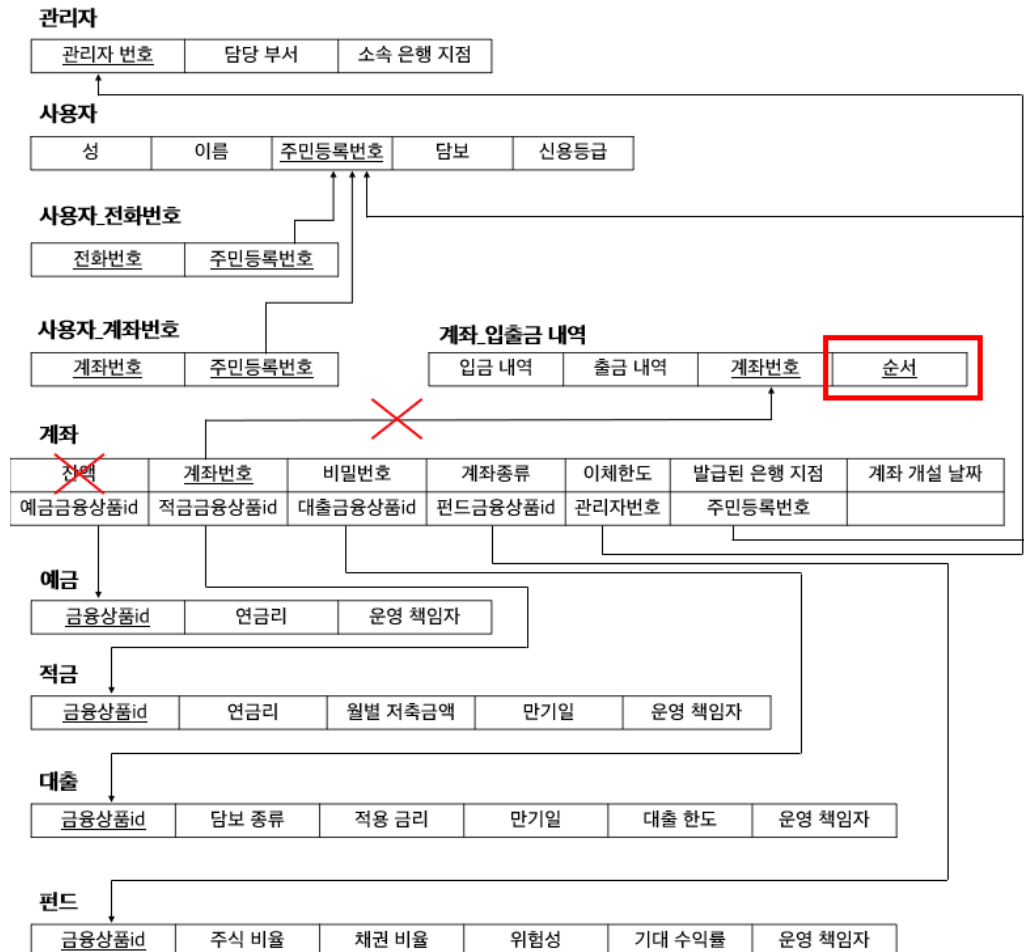 관리자
관리자 번호 담당 부서 소속 은행 지점
사용자
성 이름 주민등록번호 담보 신용등급
사용자_전화번호
전화번호 주민등록번호
사용자_계좌번호
계좌번호 주민등록번호
계좌_입출금 내역
입금 내역 출금 내역 계좌번호 순서
계좌
잔액 계좌번호 비밀번호 계좌종류 이체한도 발급된 은행 지점 계좌 개설 날짜
예금금융상품id 적금금융상품id 대출금융상품id 펀드금융상품id 관리자번호 주민등록번호
예금
금융상품id 연금리 운영 책임자
적금
금융상품id 연금리 월별 저축금액 만기일 운영 책임자
대출
금융상품id 담보 종류 적용 금리 만기일 대출 한도 운영 책임자
펀드
금융상품id 주식 비율 채권 비율 위험성 기대 수익률 운영 책임자